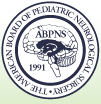 THE AMERICAN BOARD OF PEDIATRIC NEUROLOGICAL SURGERY
ABPNS
1991